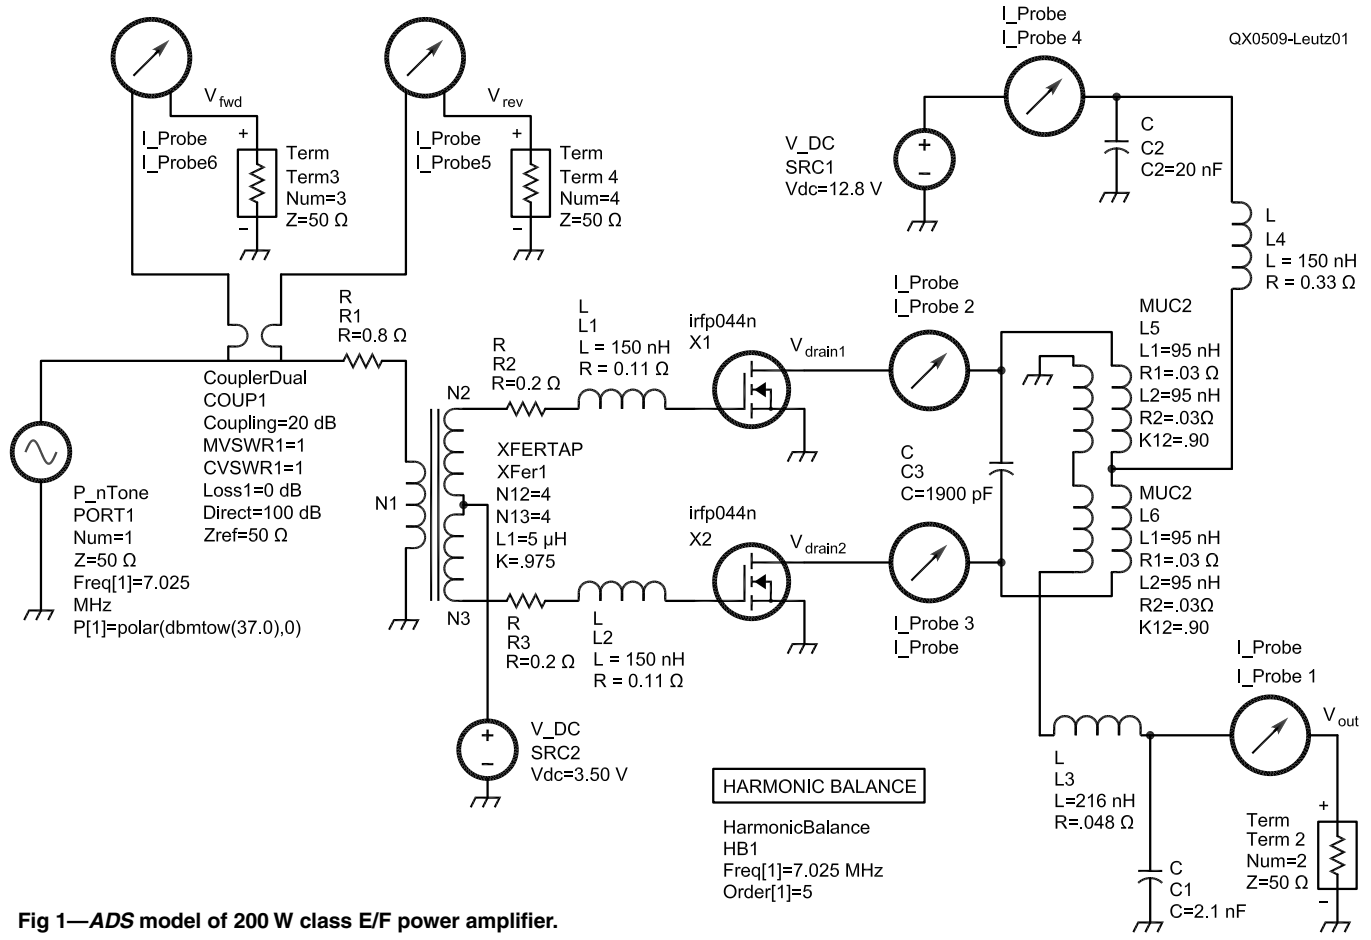 I_Probe
I_Probe 4
QX0509-Leutz01
V_fwd
V_rev
I_Probe
I_Probe6
+
Term
Term3
Num=3
Z=50 Ω
–
I_Probe
I_Probe5
+
Term
Term 4
Num=4
Z=50 Ω
–
V_DC
SRC1
Vdc=12.8 V
+
–
C
C2
C2=20 nF
L
L4
L = 150 nH
R = 0.33 Ω
R
R1
R=0.8 Ω
CouplerDual
COUP1
Coupling=20 dB
MVSWR1=1
CVSWR1=1
Loss1=0 dB
Direct=100 dB
Zref=50 Ω
P_nTone
PORT1
Num=1
Z=50 Ω
Freq[1]=7.025
MHz
P[1]=polar(dbmtow(37.0),0)
N1
N2
N3
R
R2
R=0.2 Ω
L
L1
L = 150 nH
R = 0.11 Ω
irfp044n
X1
V_drain1
I_Probe
I_Probe 2
XFERTAP
XFer1
N12=4
N13=4
L1=5 µH
K=.975
R
R3
R=0.2 Ω
L
L2
L = 150 nH
R = 0.11 Ω
irfp044n
X2
V_drain2
I_Probe 3
I_Probe
C
C3
C=1900 pF
MUC2
L5
L1=95 nH
R1=.03 Ω
L2=95 nH
R2=.03Ω
K12=.90
MUC2
L6
L1=95 nH
R1=.03 Ω
L2=95 nH
R2=.03Ω
K12=.90
V_DC
SRC2
Vdc=3.50 V
+
–
HARMONIC BALANCE
HarmonicBalance
HB1
Freq[1]=7.025 MHz
Order[1]=5
I_Probe
I_Probe 1
V_out
L
L3
L=216 nH
R=.048 Ω
C
C1
C=2.1 nF
+
Term
Term 2
Num=2
Z=50 Ω
–
Fig 1—ADS model of 200 W class E/F power amplifier.